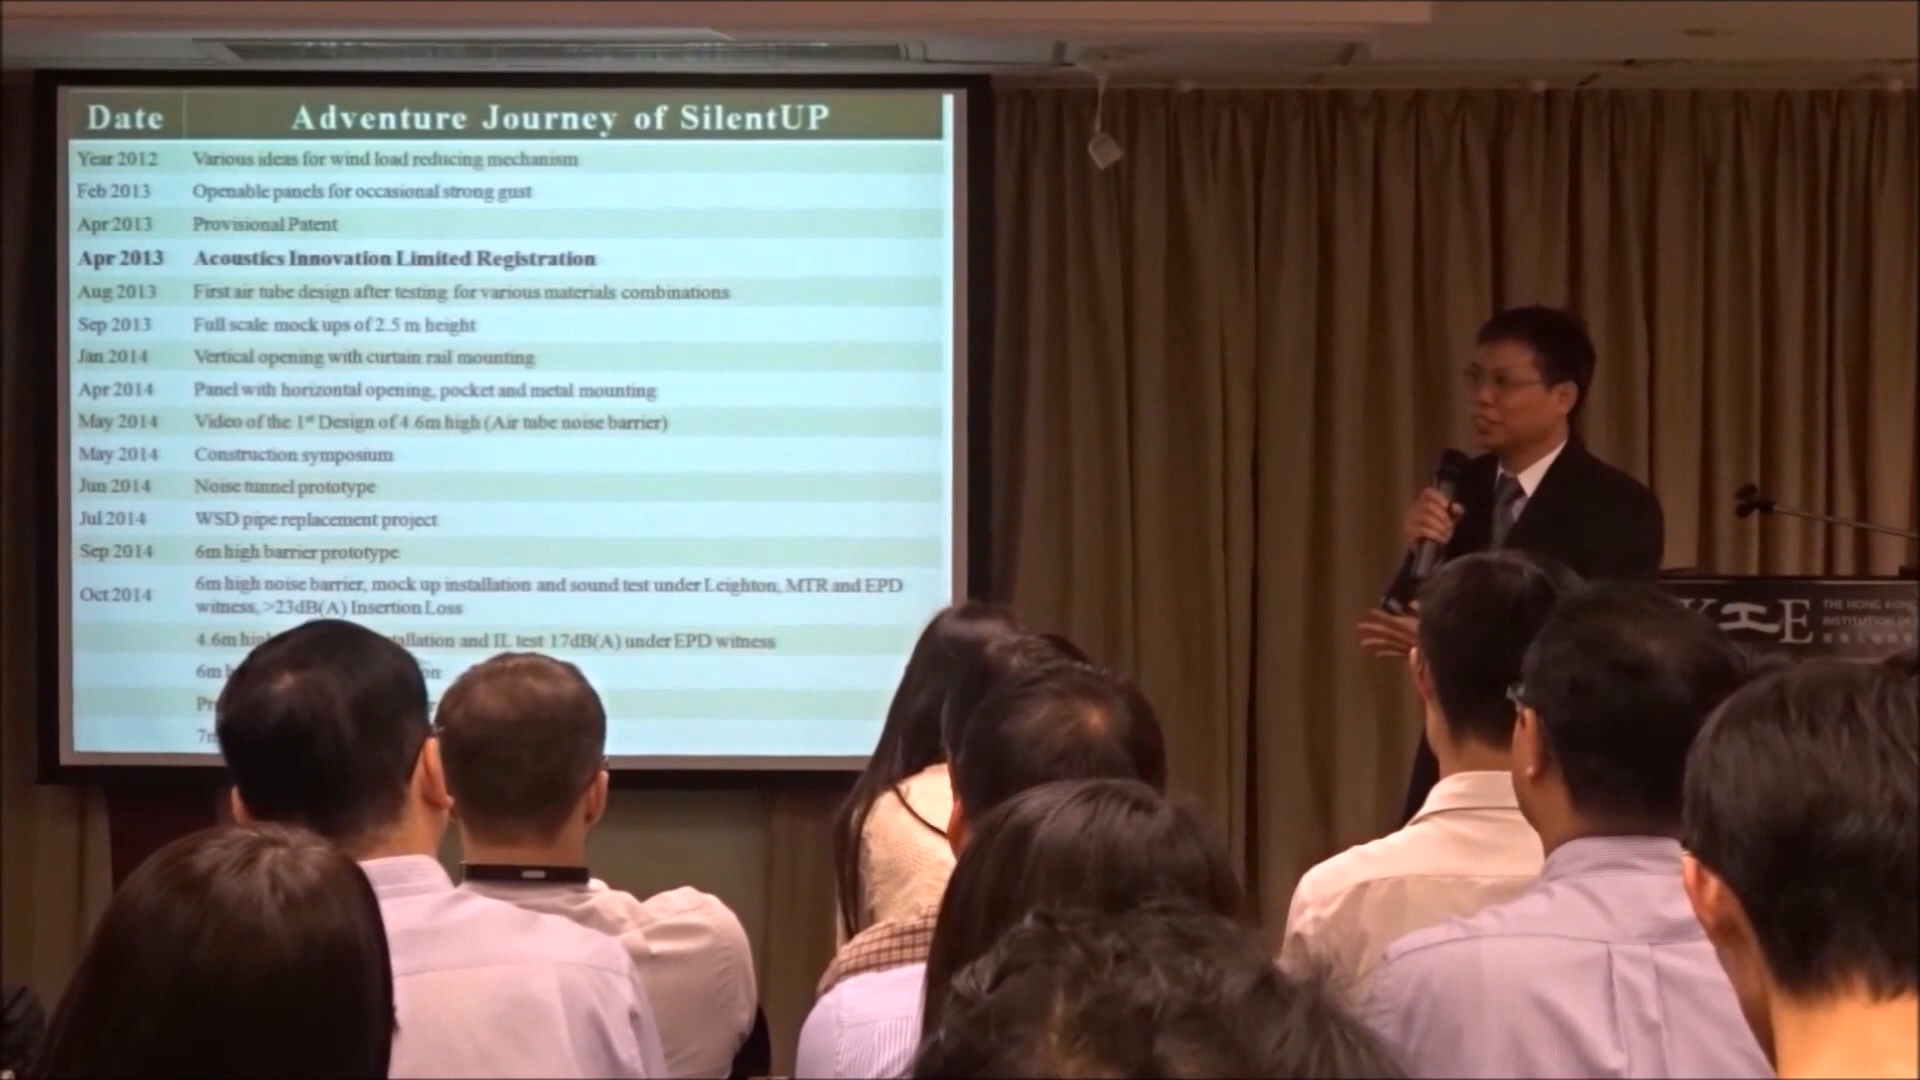 Date Adventure Journey of SilentUP
Year 2012 Various ideas for wind load reducing mechanism
Feb 2013 Openable panels for occasional strong gust
Apr 2013 Provisional Patent
Apr 2013 Acoustics Innovation Limited Registration
Aug 2013 First air tube design after testing for various materials combinations
Sep 2013 Full scale mock ups of 2.5 m height
Jan 2014 Vertical opening with curtain rail mounting
Apr 2014 Panel with horizontal opening, pocket and metal mounting
May 2014 Video of the 1st Design of 4.6m high (Air tube noise barrier)
May 2014 Construction symposium
Jun 2014 Noise tunnel prototype
Jul 2014 WSD pipe replacement project
Sep 2014 6m high barrier prototype
Oct 2014 6m high noise barrier, mock up installation and sound test under Leighton, MTR and EPD
witness, >23dB(A) Insertion Loss
4.6m and IL test 17dB(A) under EPD witness
6m
THE HONG KONG
INSTITUTION